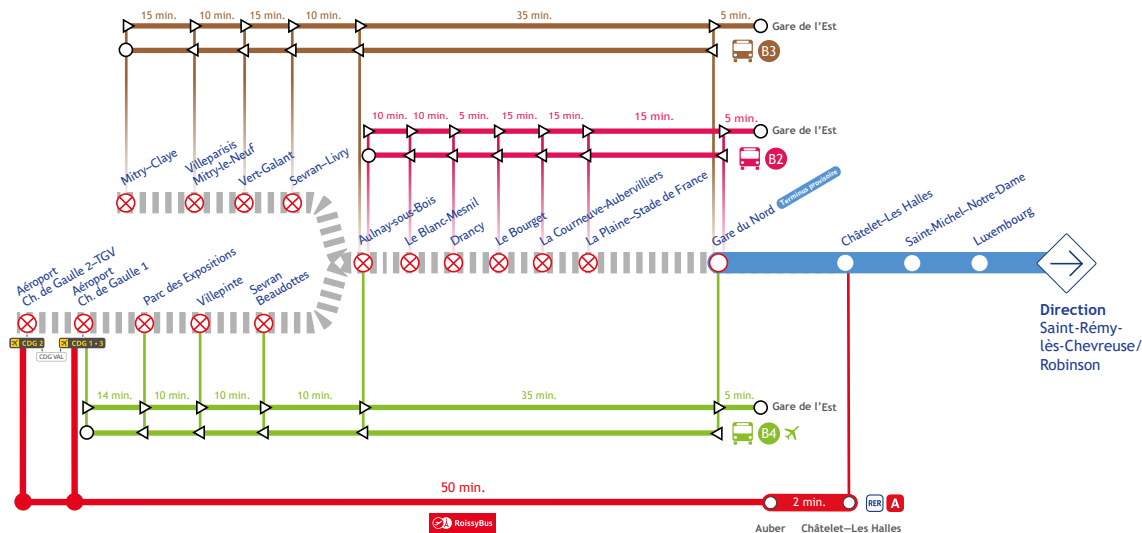 15 min.
10 min.
15 min.
10 min.
35 min.
5 min.
Gare de l'Est
B3
10 min.
10 min.
5 min.
15 min.
15 min.
15 min.
5 min.
Gare de l'Est
B2
Mitry–Claye
Villeparisis
Mitry-le-Neuf
Vert-Galant
Sevran–Livry
Aulnay-sous-Bois
Le Blanc-Mesnil
Drancy
Le Bourget
La Courneuve-Aubervilliers
La Plaine–Stade de France
Gare du Nord
Terminus provisoire
Châtelet–Les Halles
Saint-Michel–Notre-Dame
Luxembourg
Aéroport
Ch. de Gaulle 2–TGV
Aéroport
Ch. de Gaulle 1
Parc des Expositions
Villepinte
Sevran
Beaudottes
Direction
Saint-Rémy-
lès-Chevreuse/
Robinson
CDG 2
CDG VAL
CDG 1 • 3
14 min.
10 min.
10 min.
10 min.
35 min.
5 min.
Gare de l'Est
B4
50 min.
2 min.
RER
A
RoissyBus
Auber
Châtelet—Les Halles